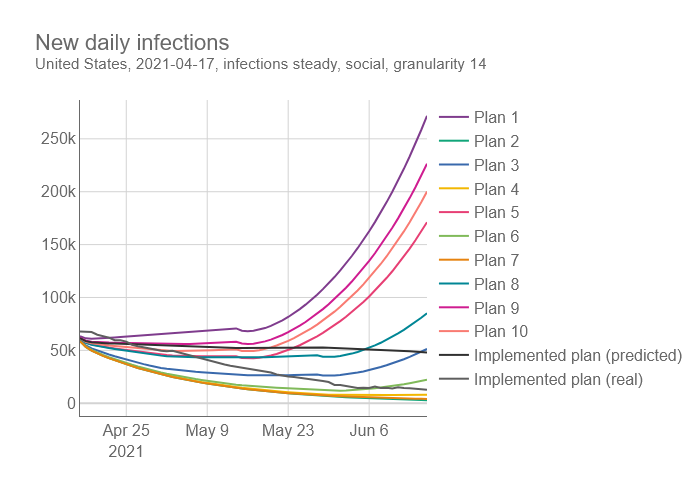 New daily infections
United States, 2021-04-17, infections steady, social, granularity 14
250k
200k
150k
100k
50k
0
Apr 25
2021
May 9
May 23
Jun 6
Plan 1
Plan 2
Plan 3
Plan 4
Plan 5
Plan 6
Plan 7
Plan 8
Plan 9
Plan 10
Implemented plan (predicted)
Implemented plan (real)